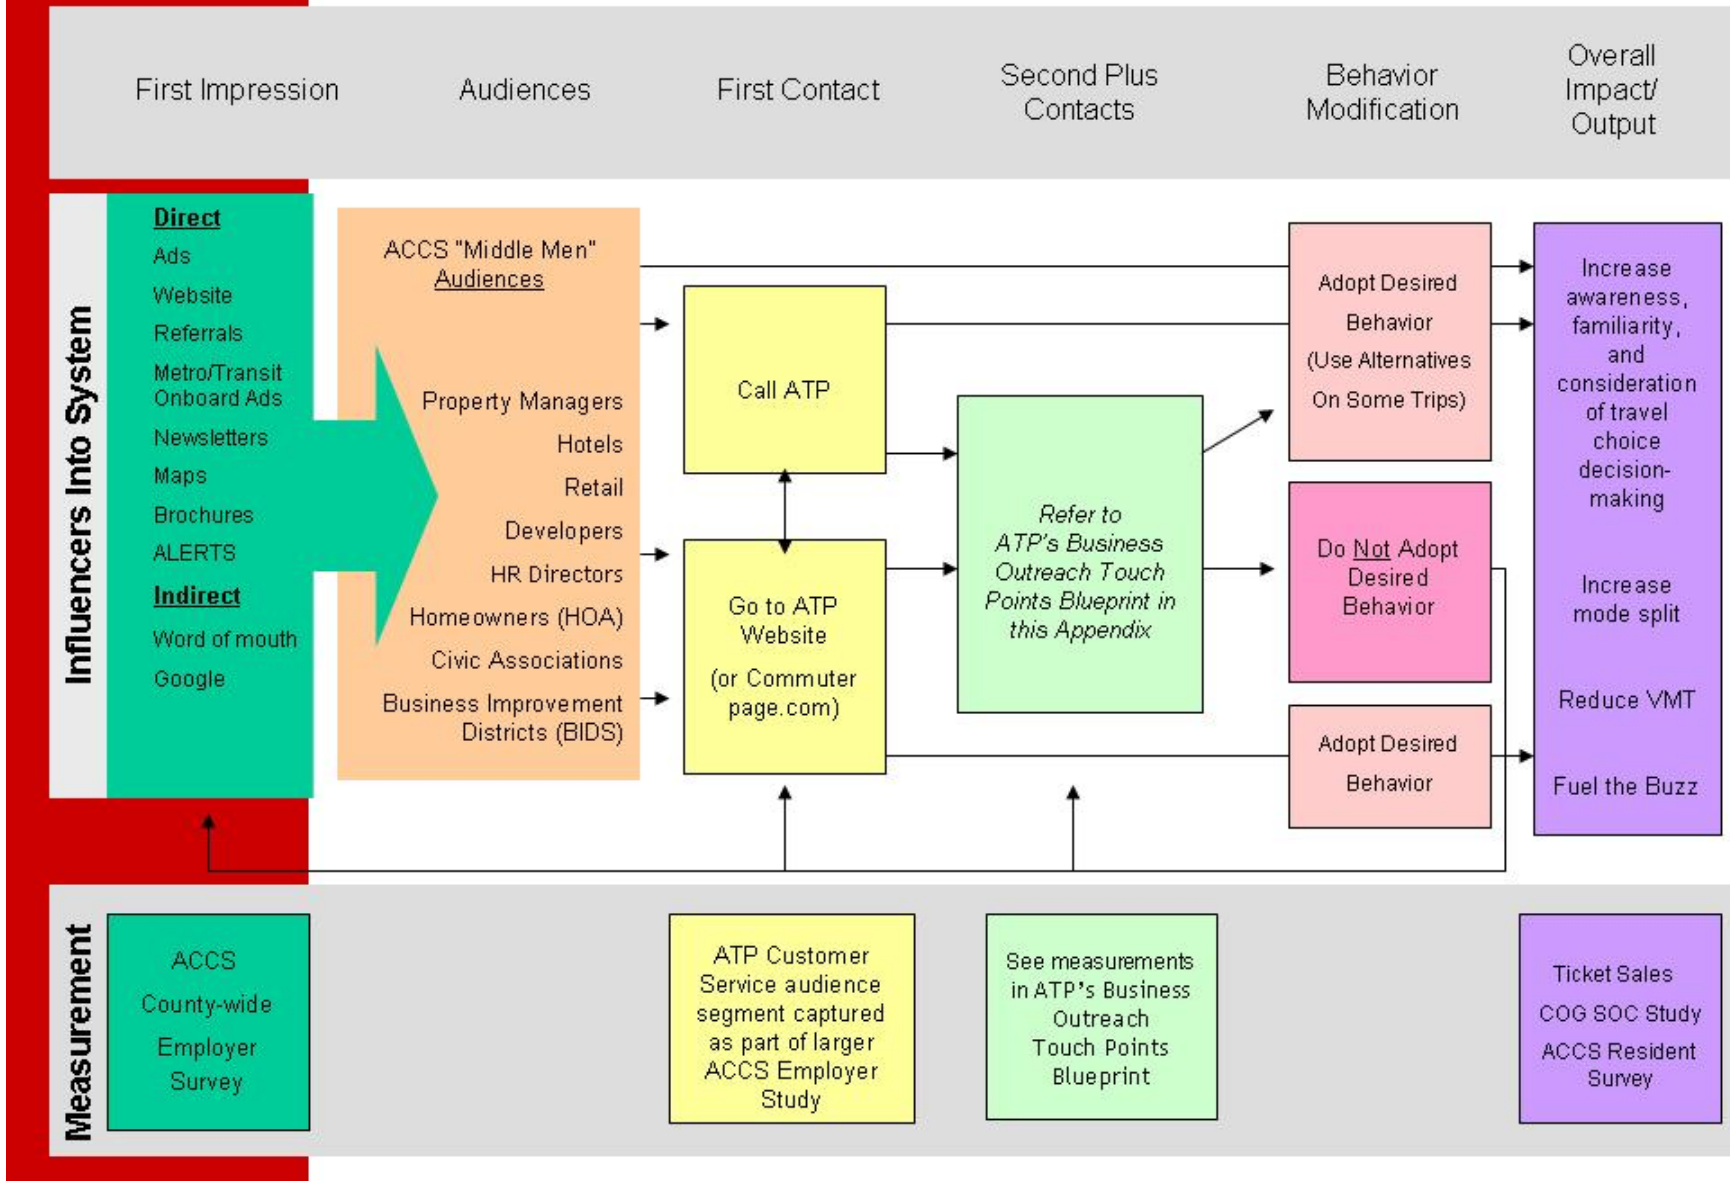 First Impression
Audiences
First Contact
Second Plus
Contacts
Behavior
Modification
Overall
Impact/
Output
Influencers Into System
Direct
Ads
Website
Referrals
Metro/Transit
Onboard Ads
Newsletters
Maps
Brochures
ALERTS
Indirect
Word of mouth
Google
ACCS "Middle Men"
Audiences
Property Managers
Hotels
Retail
Developers
HR Directors
Homeowners (HOA)
Civic Associations
Business Improvement
Districts (BIDS)
Call ATP
Go to ATP
Website
(or Commuter
page.com)
Refer to
ATP's Business
Outreach Touch
Points Blueprint in
this Appendix
Adopt Desired
Behavior
(Use Alternatives
On Some Trips)
Do Not Adopt
Desired
Behavior
Adopt Desired
Behavior
Increase
awareness,
familiarity,
and
consideration
of travel
choice
decision-
making
Increase
mode split
Reduce VMT
Fuel the Buzz
Measurement
ACCS
County-wide
Employer
Survey
ATP Customer
Service audience
segment captured
as part of larger
ACCS Employer
Study
See measurements
in ATP's Business
Outreach
Touch Points
Blueprint
Ticket Sales
COG SOC Study
ACCS Resident
Survey